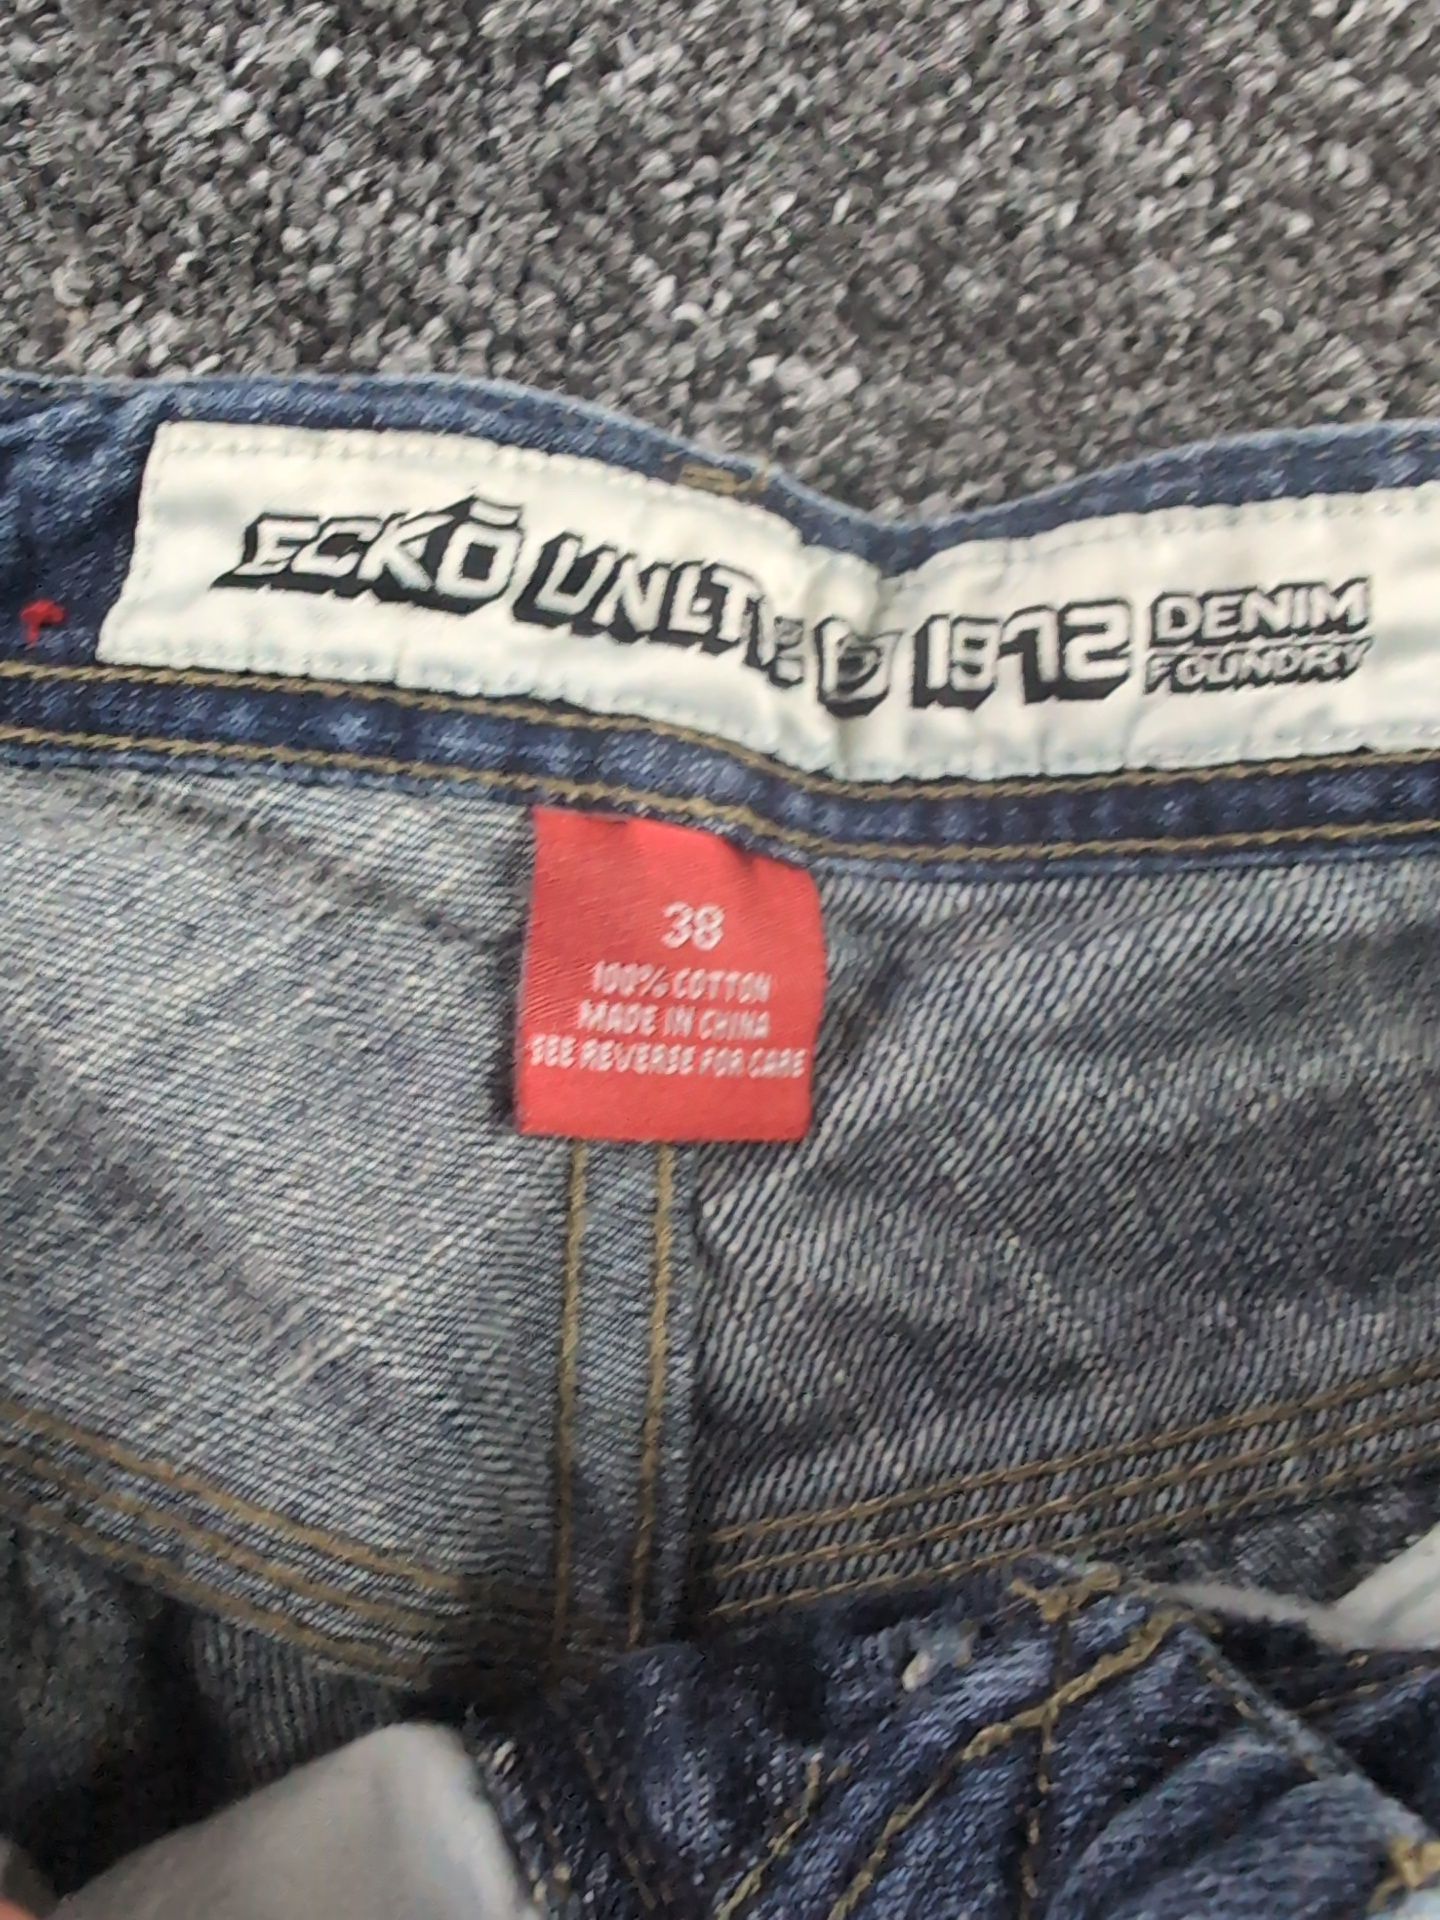 ECKŌ UNLTD 1972 DENIM
FOUNDRY
38
100% COTTON
MADE IN CHINA
SEE REVERSE FOR CARE